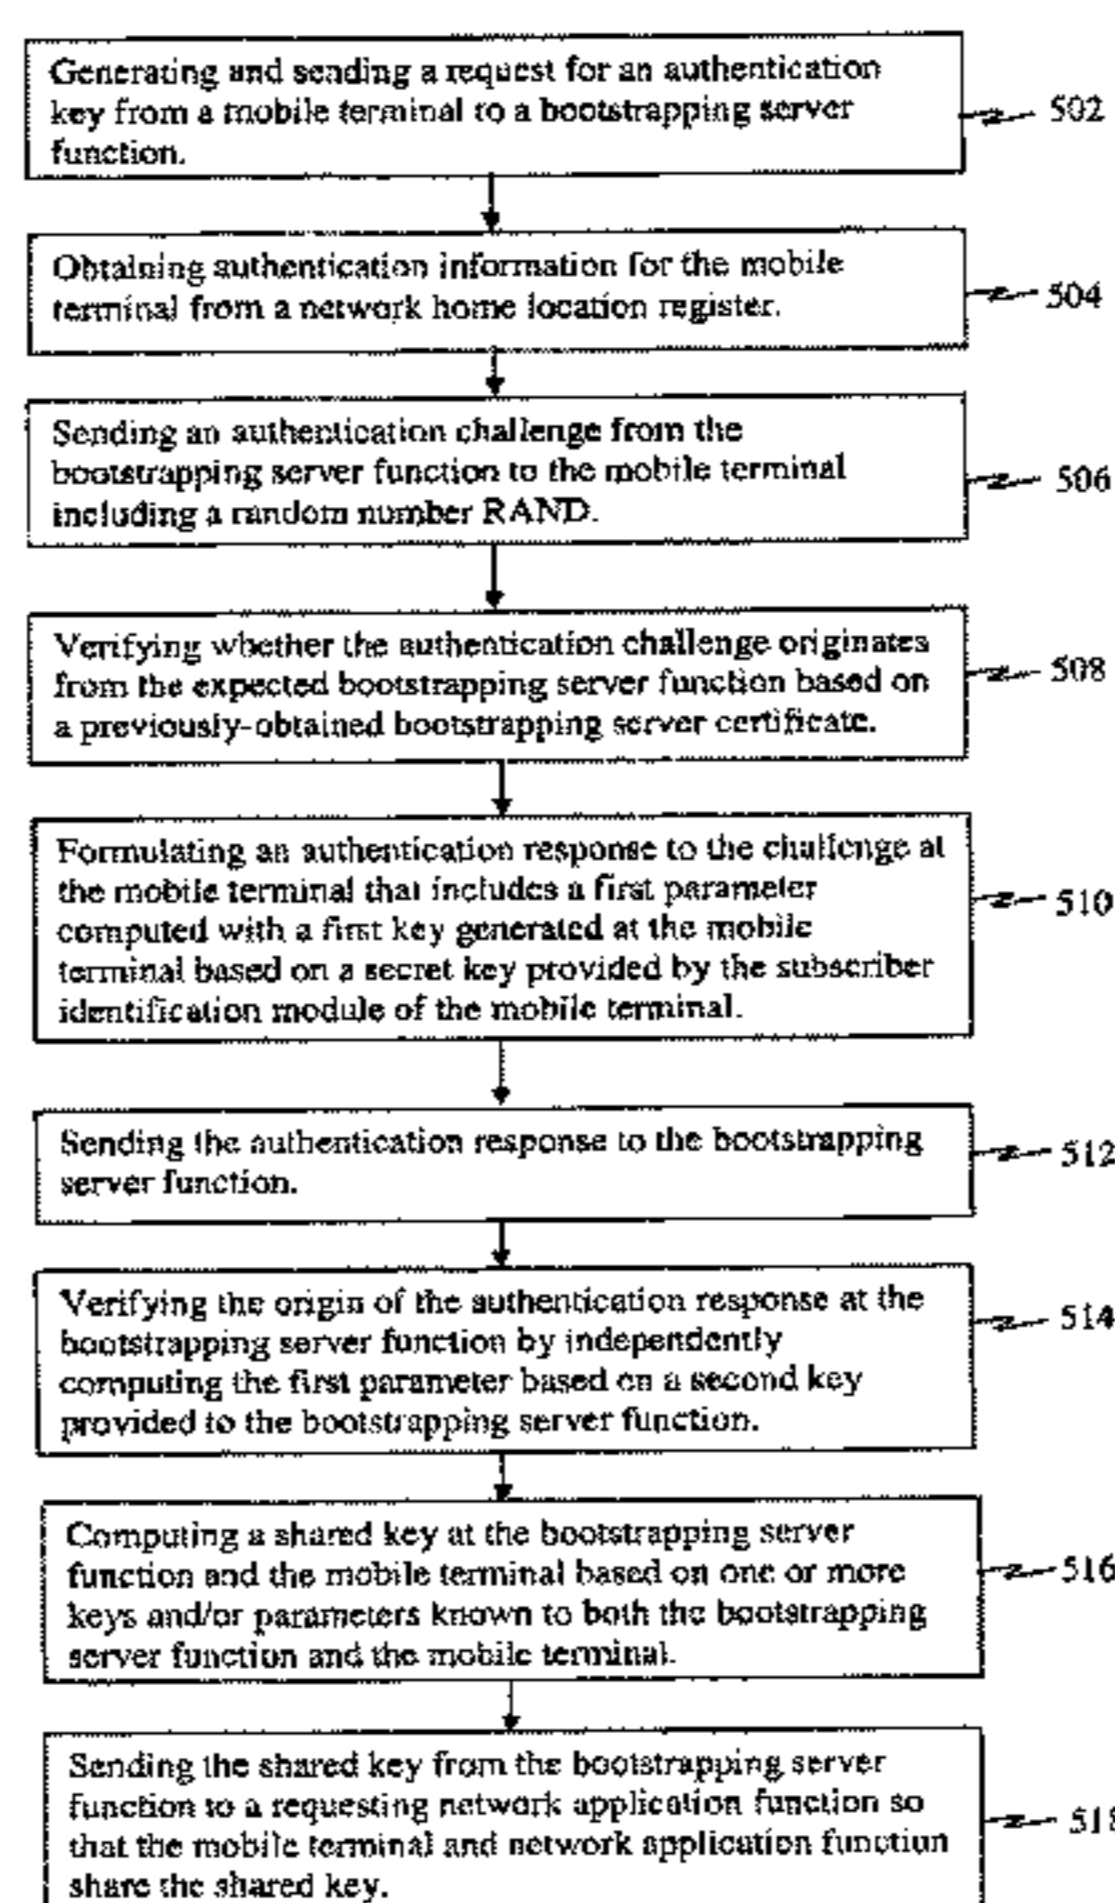 Generating and sending a request for an authentication
key from a mobile terminal to a bootstrapping server
function.
502
Obtaining authentication information for the mobile
terminal from a network home location register.
504
Sending an authentication challenge from the
bootstrapping server function to the mobile terminal
including a random number RAND.
506
Verifying whether the authentication challenge originates
from the expected bootstrapping server function based on
a previously-obtained bootstrapping server certificate.
508
Formulating an authentication response to the challenge at
the mobile terminal that includes a first parameter
computed with a first key generated at the mobile
terminal based on a secret key provided by the subscriber
identification module of the mobile terminal.
510
Sending the authentication response to the bootstrapping
server function.
512
Verifying the origin of the authentication response at the
bootstrapping server function by independently
computing the first parameter based on a second key
provided to the bootstrapping server function.
514
Computing a shared key at the bootstrapping server
function and the mobile terminal based on one or more
keys and/or parameters known to both the bootstrapping
server function and the mobile terminal.
516
Sending the shared key from the bootstrapping server
function to a requesting network application function so
that the mobile terminal and network application function
share the shared key.
518